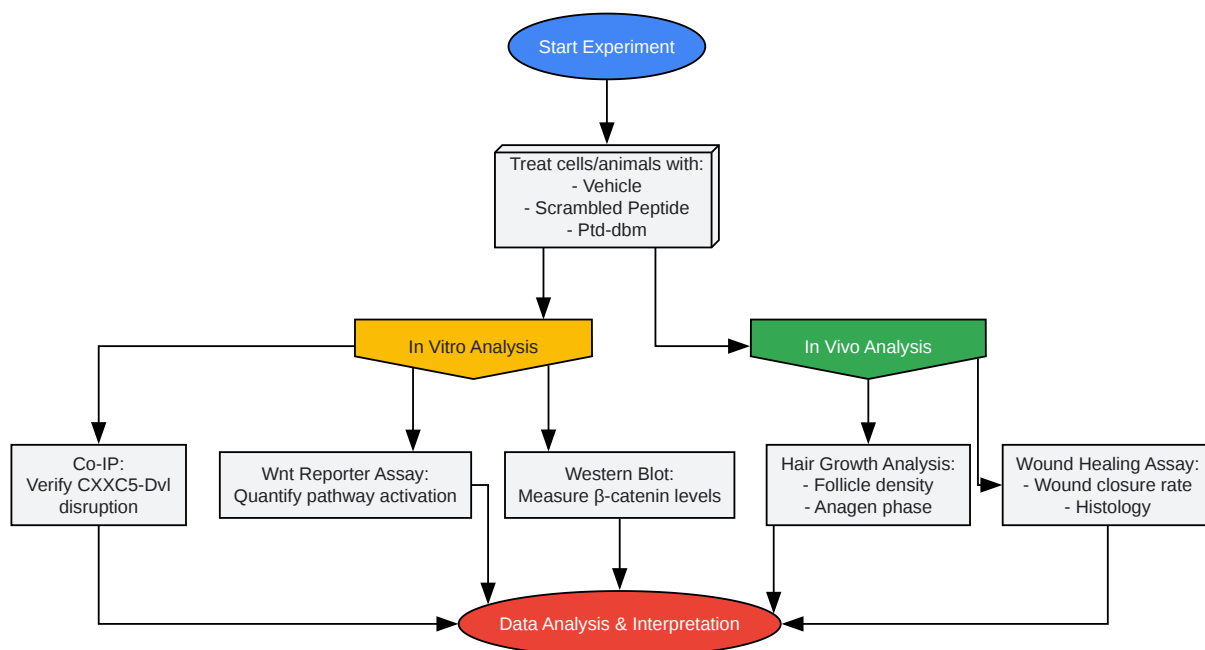 Start Experiment
Treat cells/animals with:
- Vehicle
- Scrambled Peptide
- Ptd-dbm
In Vitro Analysis
In Vivo Analysis
Co-IP:
Verify CXXC5-Dvl
disruption
Wnt Reporter Assay:
Quantify pathway activation
Western Blot:
Measure β-catenin levels
Hair Growth Analysis:
- Follicle density
- Anagen phase
Wound Healing Assay:
- Wound closure rate
- Histology
Data Analysis & Interpretation